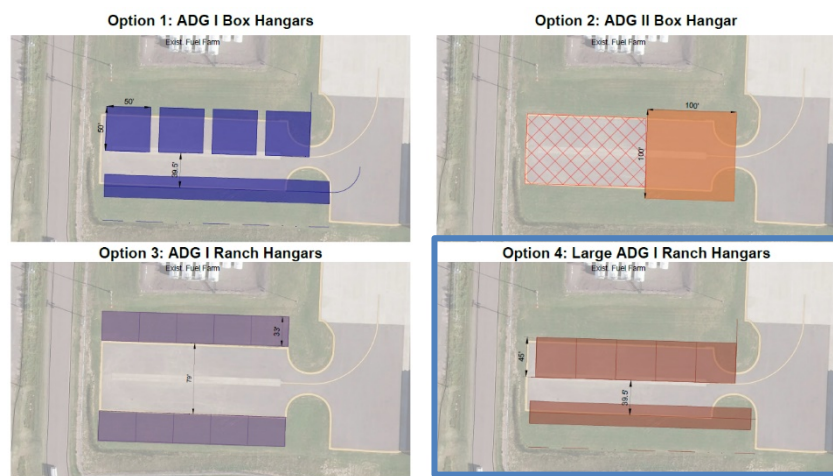 Option 1: ADG I Box Hangars
Exist. Fuel Farm
50'
50'
39.5'
Option 2: ADG II Box Hangar
Exist. Fuel Farm
100'
100'
Option 3: ADG I Ranch Hangars
Exist. Fuel Farm
33'
79'
Option 4: Large ADG I Ranch Hangars
Exist. Fuel Farm
45'
39.5'